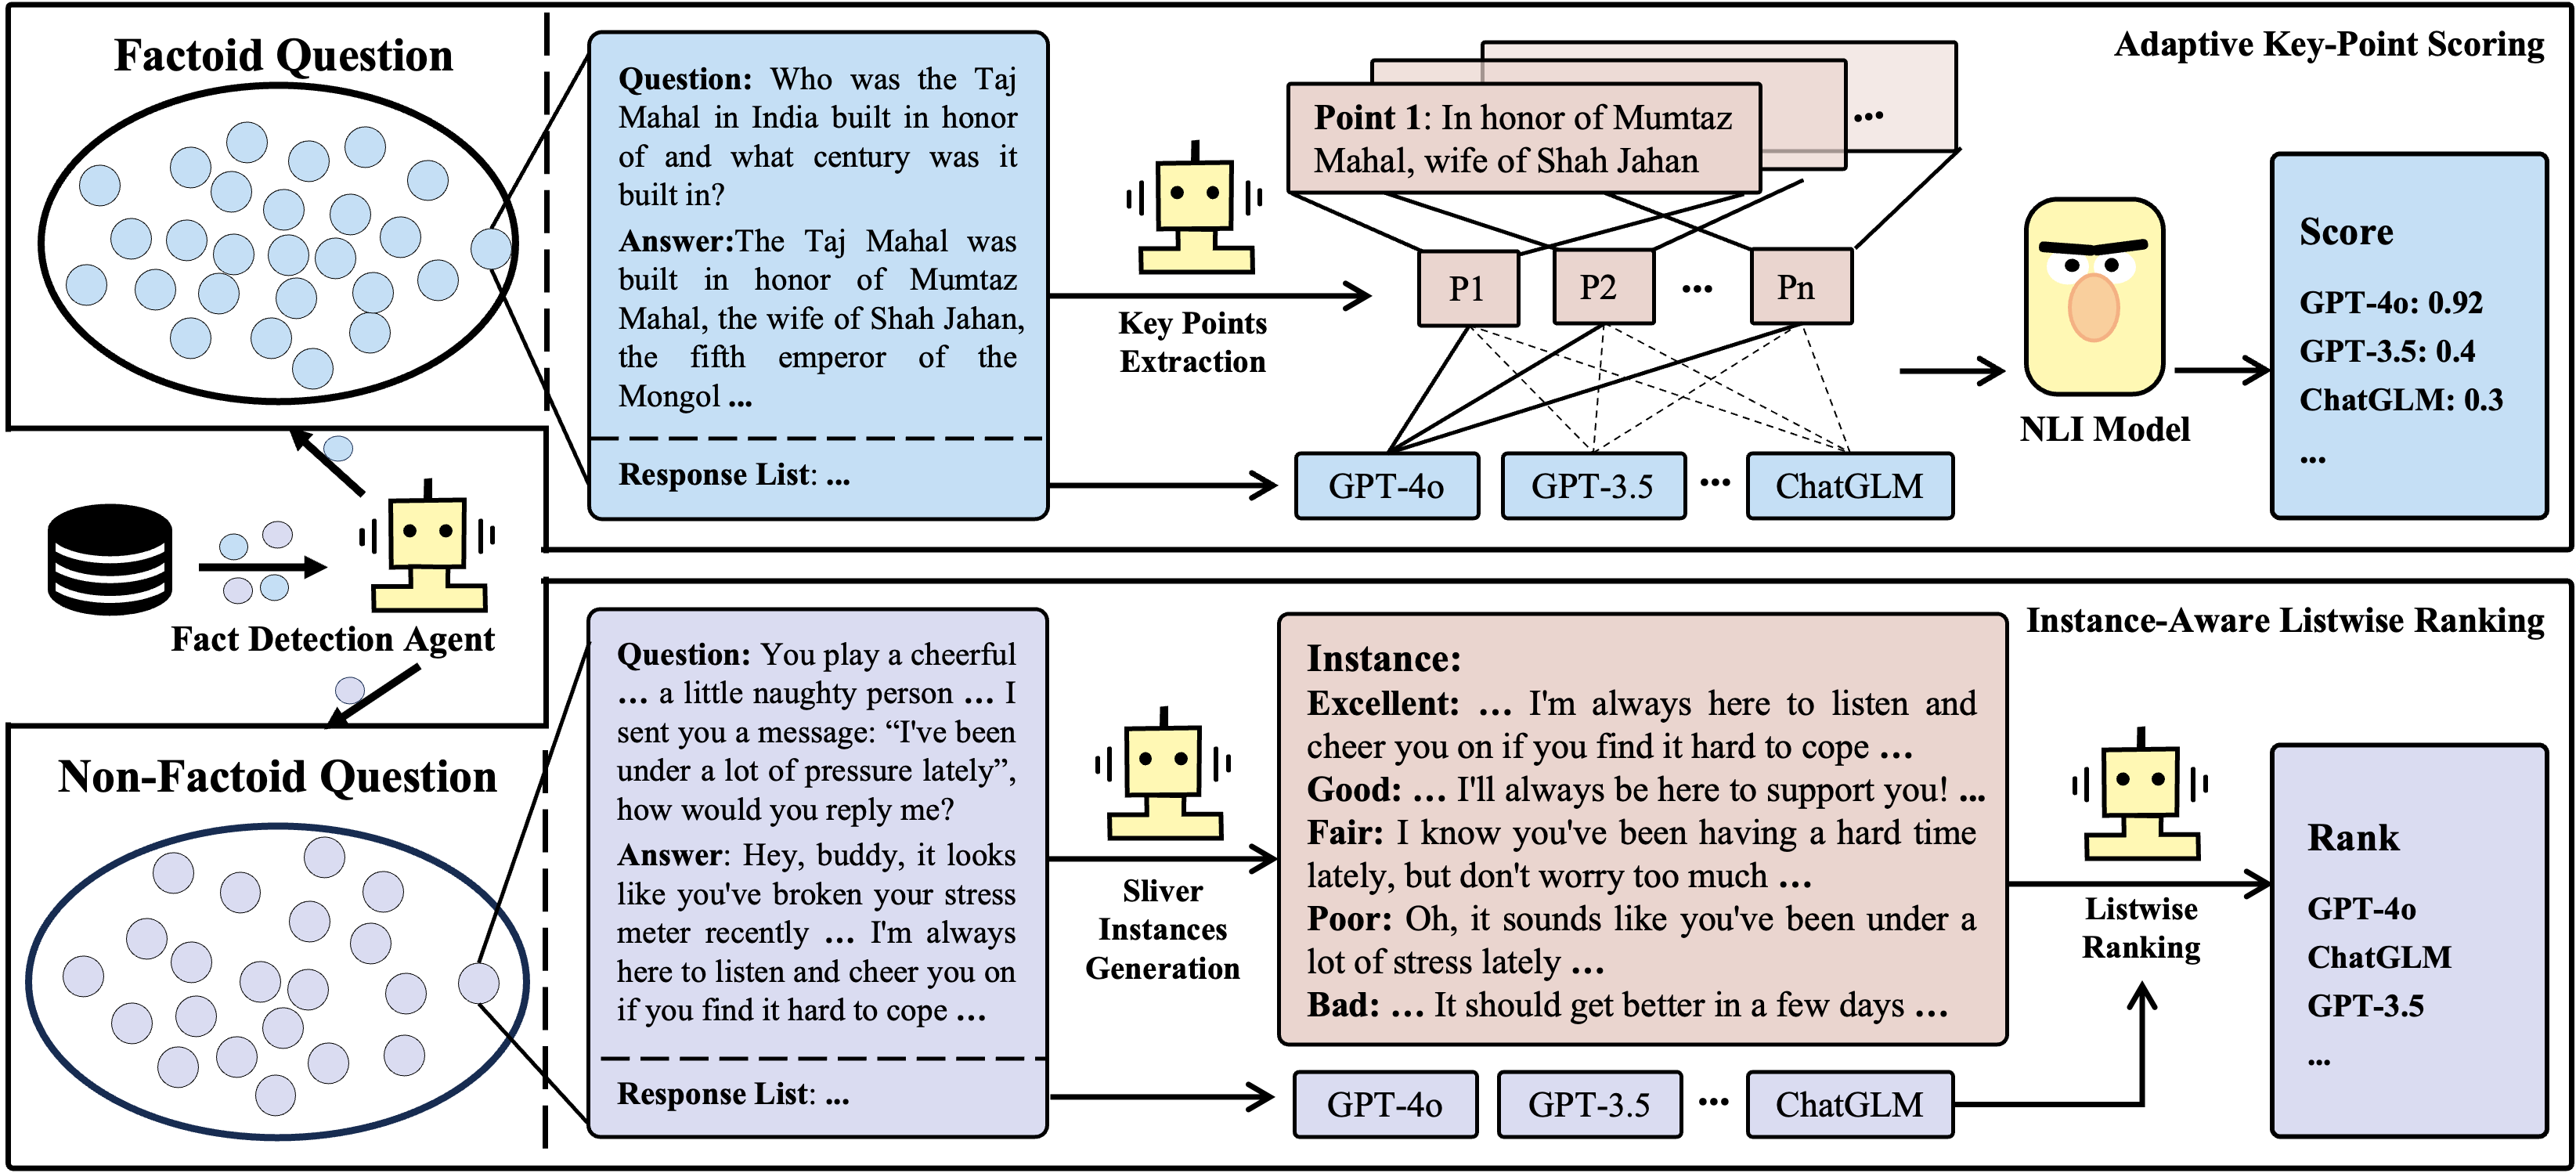 Factoid Question
Question: Who was the Taj
Mahal in India built in honor
of and what century was it
built in?
Answer:The Taj Mahal was
built in honor of Mumtaz
Mahal, the wife of Shah Jahan,
the fifth emperor of the
Mongol ...
Response List: ...
Key Points
Extraction
Adaptive Key-Point Scoring
...
Point 1: In honor of Mumtaz
Mahal, wife of Shah Jahan
P1
P2
...
Pn
GPT-4o
GPT-3.5
...
ChatGLM
NLI Model
Score
GPT-4o: 0.92
GPT-3.5: 0.4
ChatGLM: 0.3
...
Fact Detection Agent
Non-Factoid Question
Question: You play a cheerful
... a little naughty person ... I
sent you a message: “I've been
under a lot of pressure lately”,
how would you reply me?
Answer: Hey, buddy, it looks
like you've broken your stress
meter recently ... I'm always
here to listen and cheer you on
if you find it hard to cope ...
Response List: ...
Sliver
Instances
Generation
Instance-Aware Listwise Ranking
Instance:
Excellent: ... I'm always here to listen and
cheer you on if you find it hard to cope ...
Good: ... I'll always be here to support you! ...
Fair: I know you've been having a hard time
lately, but don't worry too much ...
Poor: Oh, it sounds like you've been under a
lot of stress lately ...
Bad: ... It should get better in a few days ...
GPT-4o
GPT-3.5
...
ChatGLM
Listwise
Ranking
Rank
GPT-4o
ChatGLM
GPT-3.5
...